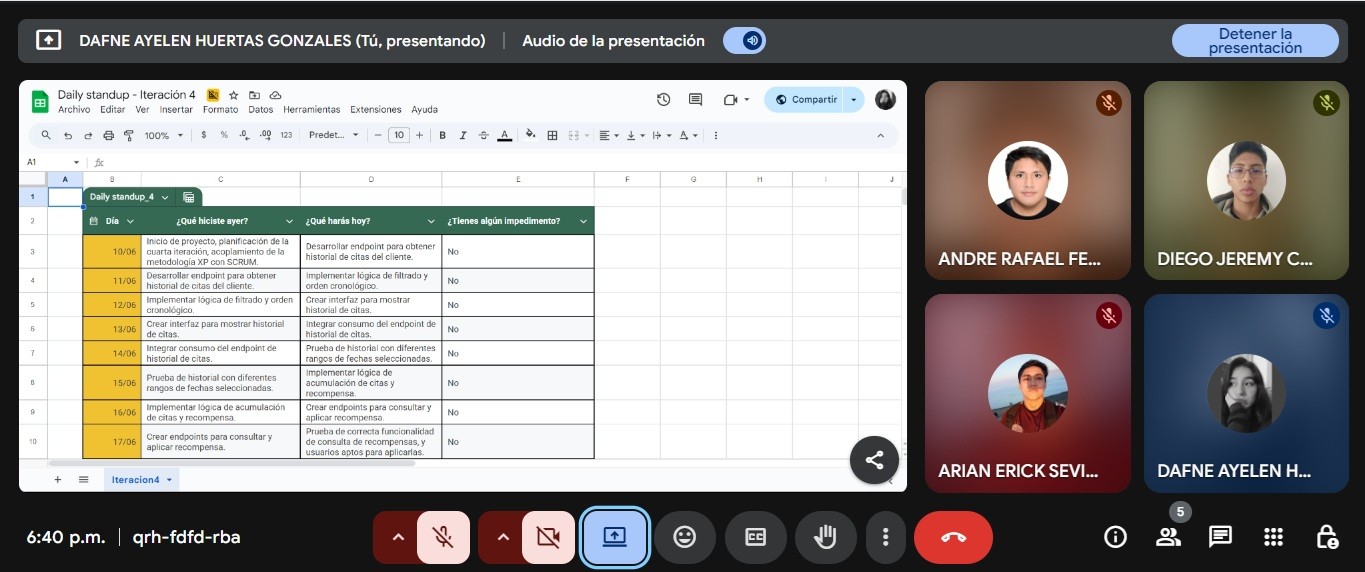 DAFNE AYELEN HUERTAS GONZALES (Tú, presentando)
Audio de la presentación
Detener la
presentación
Daily standup - Iteración 4
Archivo Editar Ver Insertar Formato Datos Herramientas Extensiones Ayuda
Compartir
100% $ % .0 .00 123 Predet... − 10 + B I S A
A1 fx
A B C D E F G H I J
1 Daily standup_4
2 Día ¿Qué hiciste ayer? ¿Qué harás hoy? ¿Tienes algún impedimento?
3 10/06
Inicio de proyecto, planificación de la
cuarta iteración, acoplamiento de la
metodología XP con SCRUM.
Desarrollar endpoint para obtener
historial de citas del cliente.
No
4 11/06
Desarrollar endpoint para obtener
historial de citas del cliente.
Implementar lógica de filtrado y
orden cronológico.
No
5 12/06
Implementar lógica de filtrado y orden
cronológico.
Crear interfaz para mostrar
historial de citas.
No
6 13/06
Crear interfaz para mostrar historial
de citas.
Integrar consumo del endpoint de
historial de citas.
No
7 14/06
Integrar consumo del endpoint de
historial de citas.
Prueba de historial con diferentes
rangos de fechas seleccionadas.
No
8 15/06
Prueba de historial con diferentes
rangos de fechas seleccionadas.
Implementar lógica de
acumulación de citas y
recompensa.
No
9 16/06
Implementar lógica de acumulación
de citas y recompensa.
Crear endpoints para consultar y
aplicar recompensa.
No
10 17/06
Crear endpoints para consultar y
aplicar recompensa.
Prueba de correcta funcionalidad
de consulta de recompensas, y
usuarios aptos para aplicarlas.
No
Iteracion4
ANDRE RAFAEL FE...
DIEGO JEREMY C...
ARIAN ERICK SEVI...
DAFNE AYELEN H...
6:40 p.m. | qrh-fdfd-rba
CC
5